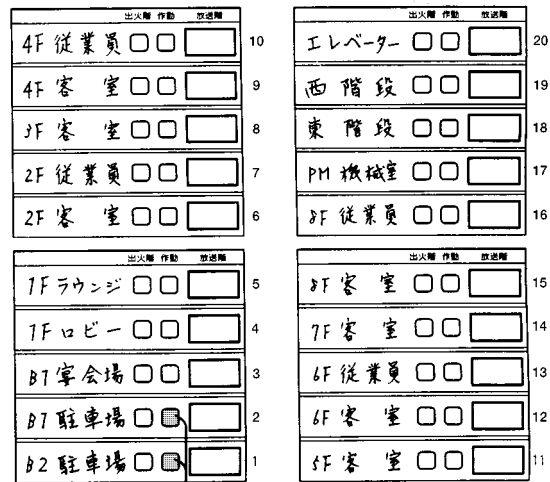 出火階 作動 放送階
4F 従業員 10
4F 客 室 9
3F 客 室 8
2F 従業員 7
2F 客 室 6
出火階 作動 放送階
1F ラウンジ 5
1F ロビー 4
B1 宴会場 3
B1 駐車場 2
B2 駐車場 1
出火階 作動 放送階
エレベーター 20
西 階 段 19
東 階 段 18
PH 機械室 17
8F 従業員 16
出火階 作動 放送階
8F 客 室 15
7F 客 室 14
6F 従業員 13
6F 客 室 12
5F 客 室 11